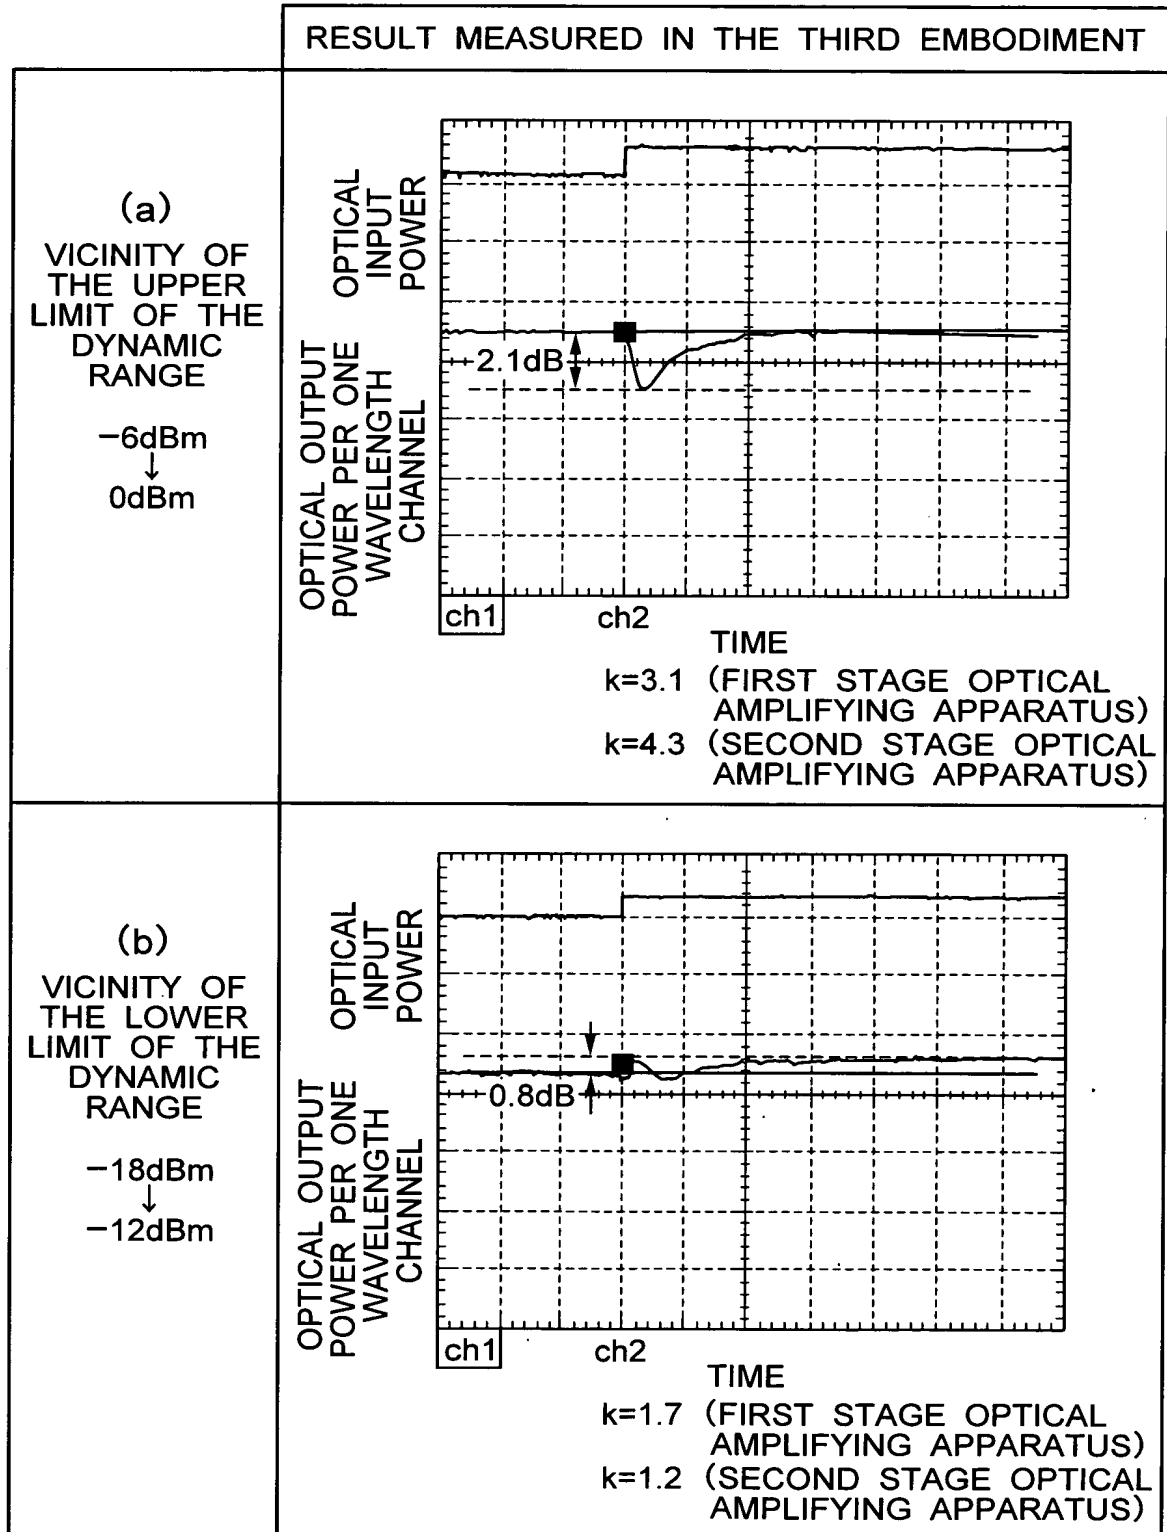 RESULT MEASURED IN THE THIRD EMBODIMENT
(a)
VICINITY OF
THE UPPER
LIMIT OF THE
DYNAMIC
RANGE
−6dBm
↓
0dBm
OPTICAL
INPUT
POWER
OPTICAL OUTPUT
POWER PER ONE
WAVELENGTH
CHANNEL
2.1dB
ch1
ch2
TIME
k=3.1 (FIRST STAGE OPTICAL
AMPLIFYING APPARATUS)
k=4.3 (SECOND STAGE OPTICAL
AMPLIFYING APPARATUS)
(b)
VICINITY OF
THE LOWER
LIMIT OF THE
DYNAMIC
RANGE
−18dBm
↓
−12dBm
OPTICAL
INPUT
POWER
OPTICAL OUTPUT
POWER PER ONE
WAVELENGTH
CHANNEL
0.8dB
ch1
ch2
TIME
k=1.7 (FIRST STAGE OPTICAL
AMPLIFYING APPARATUS)
k=1.2 (SECOND STAGE OPTICAL
AMPLIFYING APPARATUS)